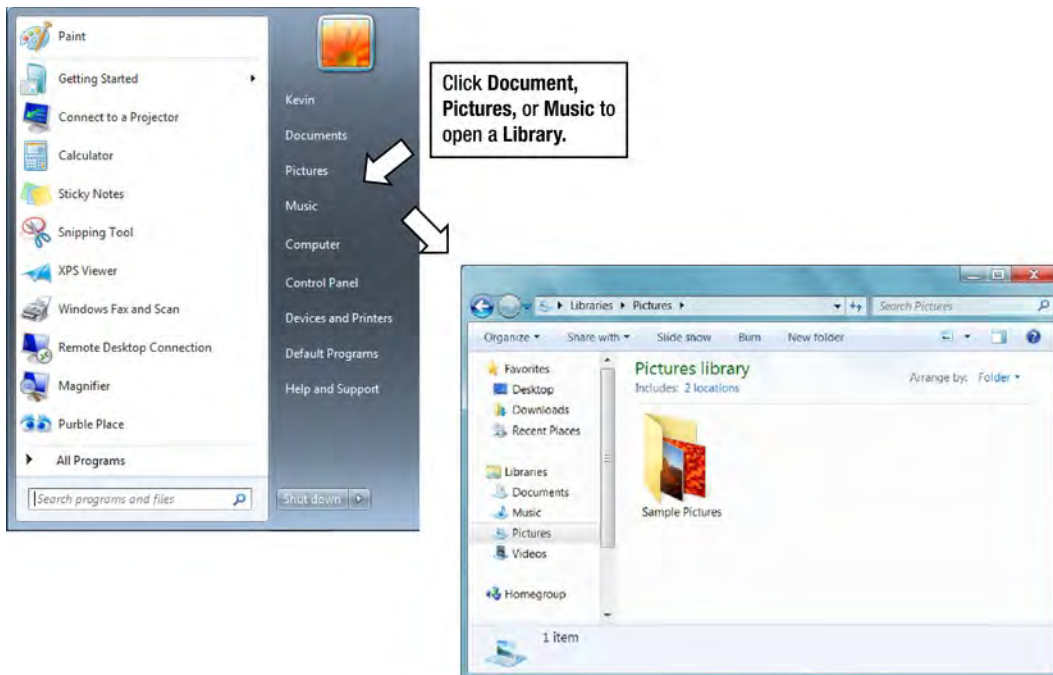 Paint
Getting Started
Connect to a Projector
Calculator
Sticky Notes
Snipping Tool
XPS Viewer
Windows Fax and Scan
Remote Desktop Connection
Magnifier
Purble Place
All Programs
Search programs and files
Kevin
Documents
Pictures
Music
Computer
Control Panel
Devices and Printers
Default Programs
Help and Support
Shut down
Click Document,
Pictures, or Music to
open a Library.
Libraries Pictures
Search Pictures
Organize Share with Slide show Burn New folder
Favorites
Desktop
Downloads
Recent Places
Libraries
Documents
Music
Pictures
Videos
Homegroup
Pictures library
Includes: 2 locations
Arrange by: Folder
Sample Pictures
1 item